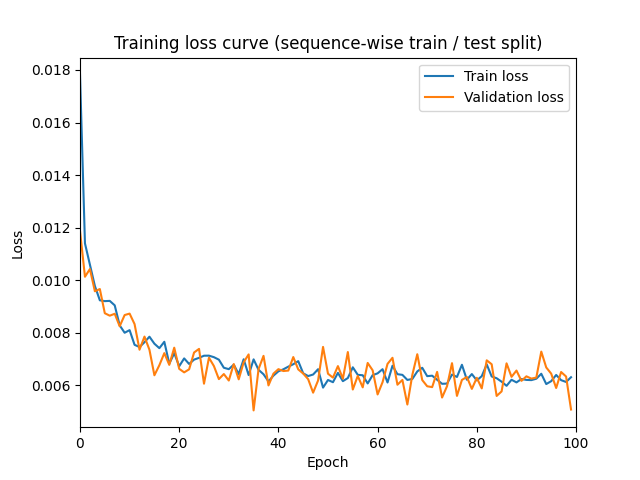 Training loss curve (sequence-wise train / test split)
Train loss
Validation loss
0.018
0.016
0.014
0.012
0.010
0.008
0.006
Loss
0
20
40
60
80
100
Epoch